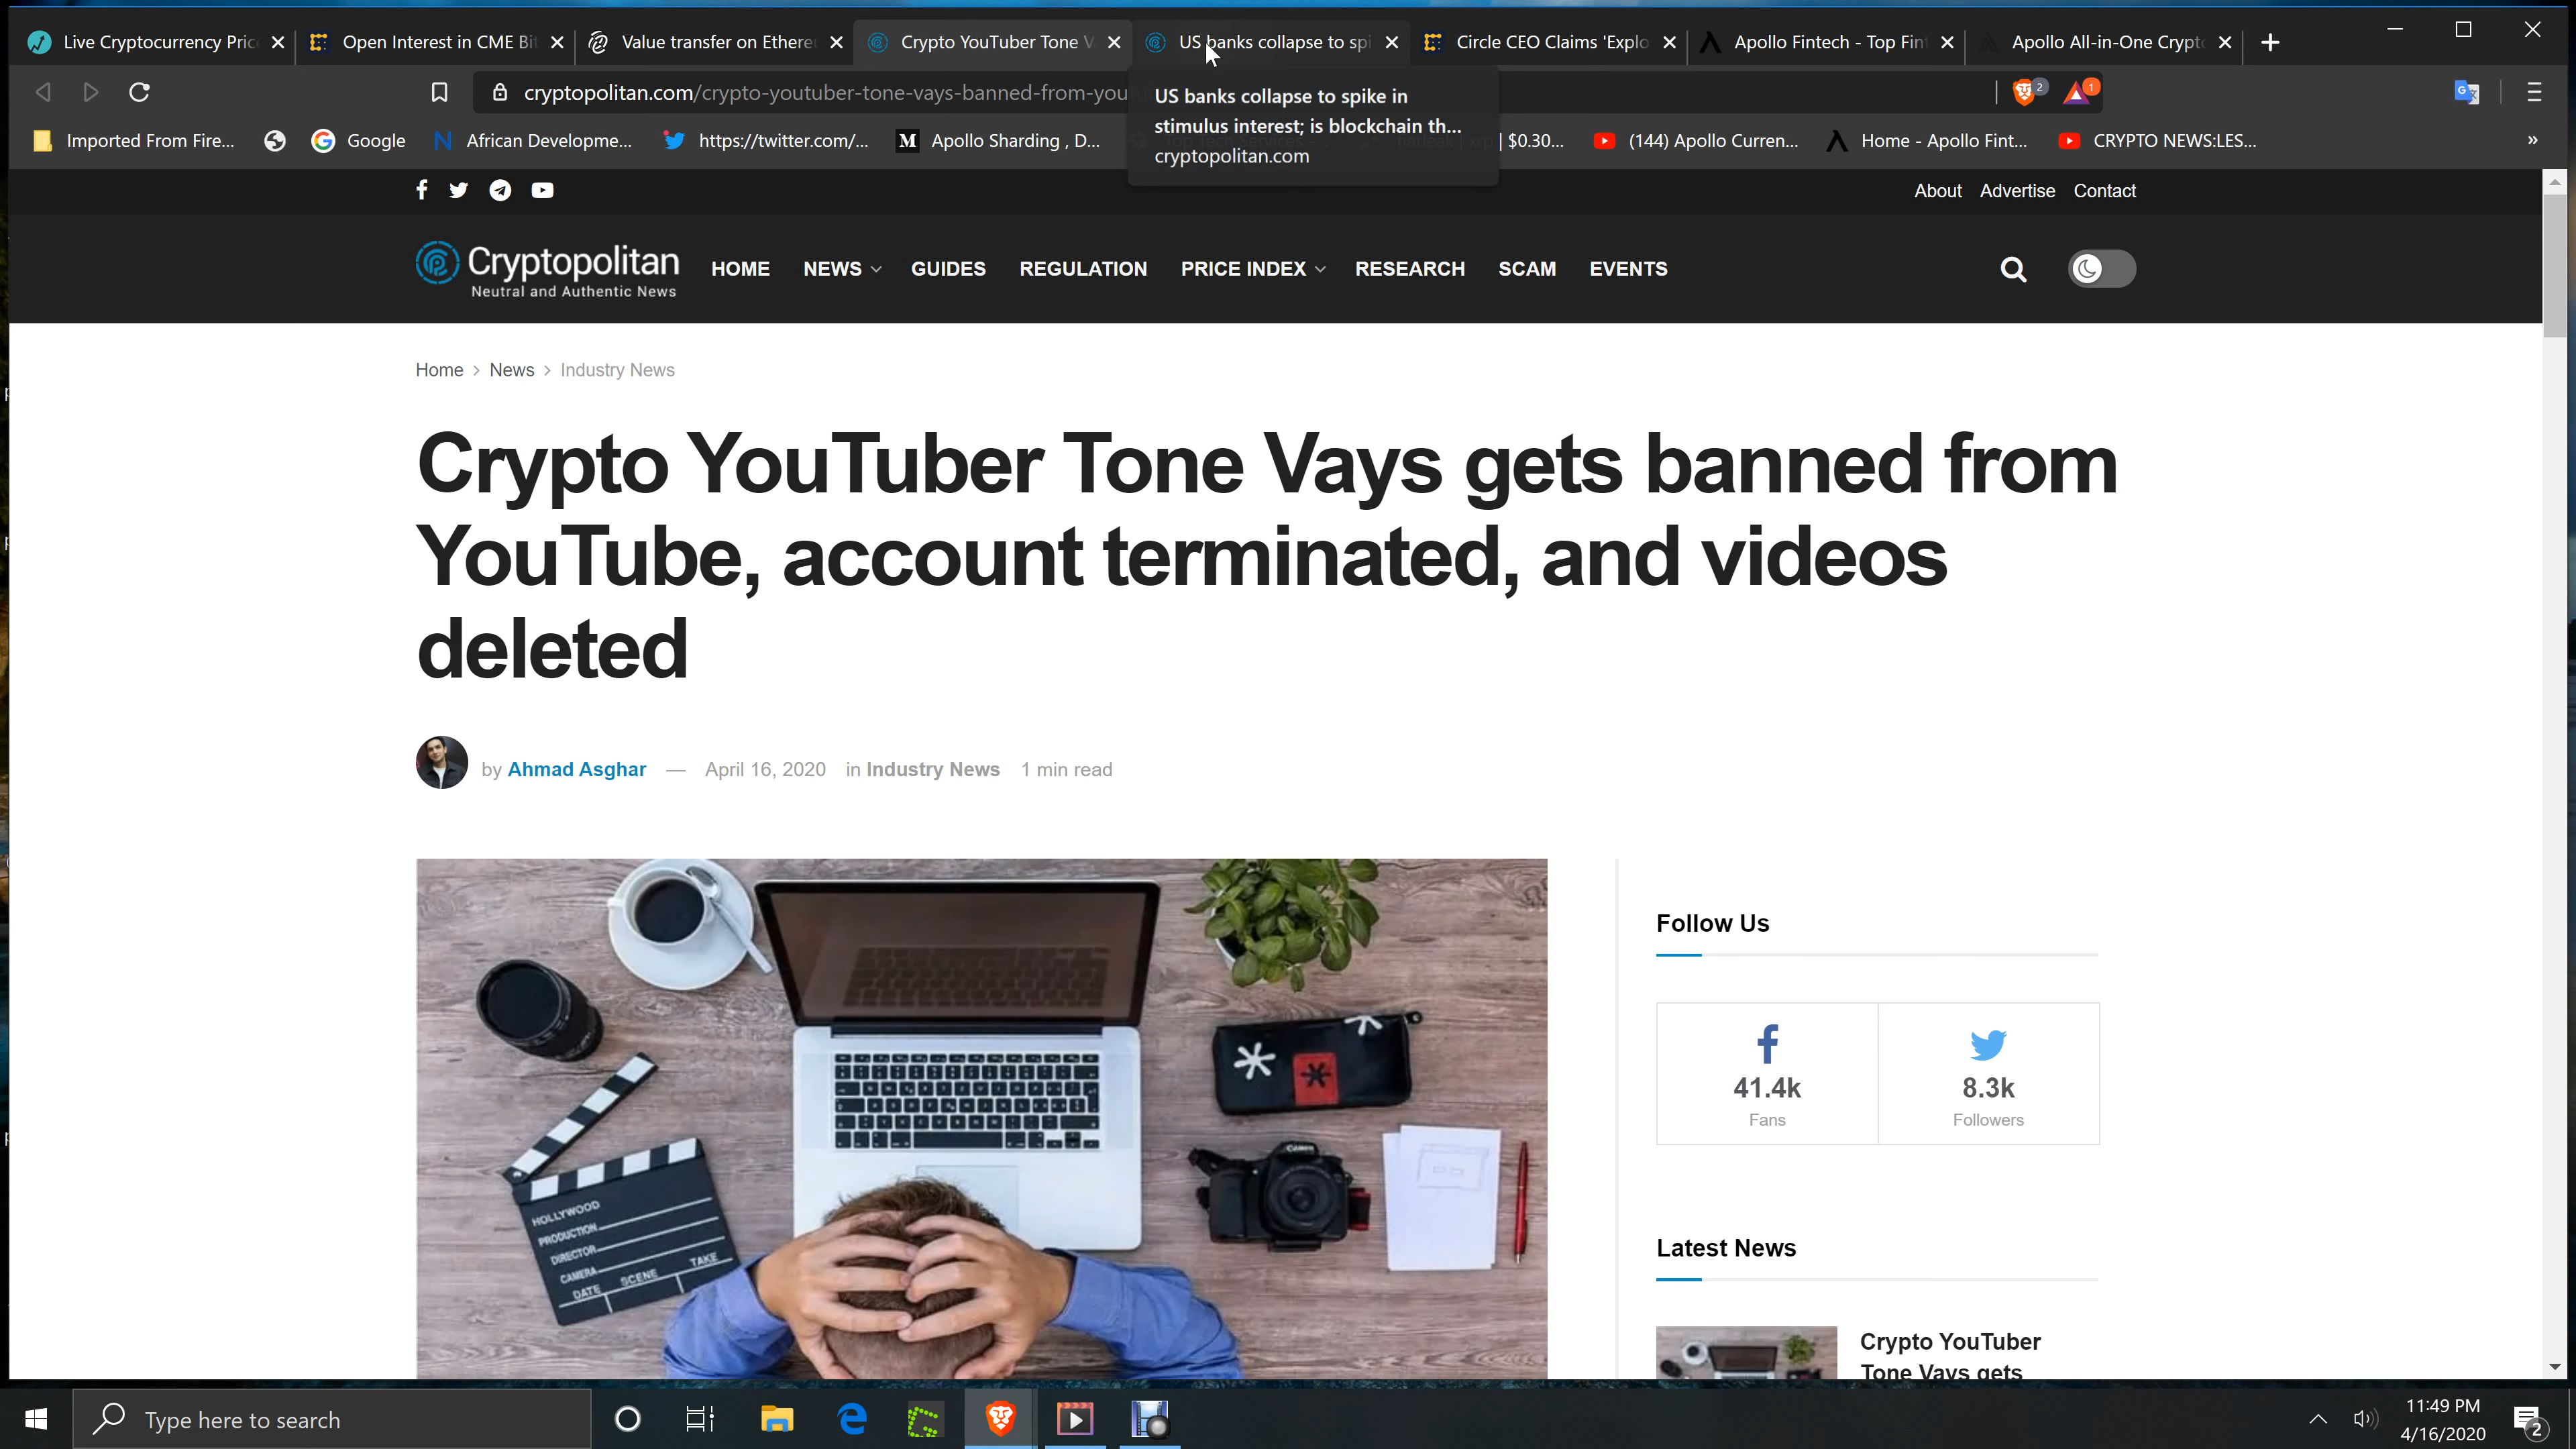 Live Cryptocurrency Pric
Open Interest in CME Bit
Value transfer on Ethere
Crypto YouTuber Tone V
US banks collapse to spi
Circle CEO Claims 'Explo
Apollo Fintech - Top Fin
Apollo All-in-One Crypto
cryptopolitan.com/crypto-youtuber-tone-vays-banned-from-you
2
1
US banks collapse to spike in
stimulus interest; is blockchain th...
cryptopolitan.com
Imported From Fire...
Google
African Developme...
https://twitter.com/...
M Apollo Sharding , D...
| $0.30...
(144) Apollo Curren...
Home - Apollo Fint...
CRYPTO NEWS:LES...
»
About Advertise Contact
Cryptopolitan
Neutral and Authentic News
HOME NEWS GUIDES REGULATION PRICE INDEX RESEARCH SCAM EVENTS
Home > News > Industry News
Crypto YouTuber Tone Vays gets banned from
YouTube, account terminated, and videos
deleted
by Ahmad Asghar — April 16, 2020 in Industry News 1 min read
HOLLYWOOD
PRODUCTION
DIRECTOR
CAMERA
DATE SCENE TAKE
Canon
Follow Us
41.4k
Fans
8.3k
Followers
Latest News
Crypto YouTuber
Tone Vays gets
Type here to search
11:49 PM
4/16/2020
2